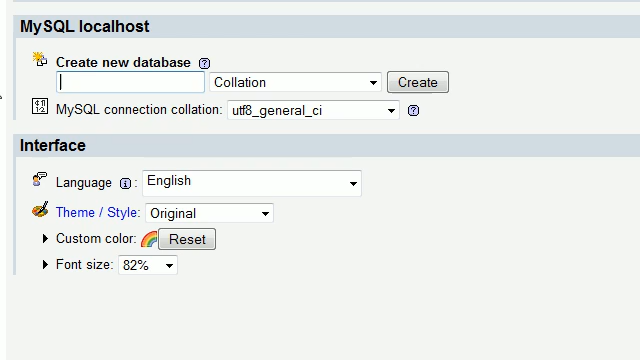 MySQL localhost
Create new database
Collation Create
MySQL connection collation: utf8_general_ci
Interface
Language : English
Theme / Style: Original
Custom color: Reset
Font size: 82%